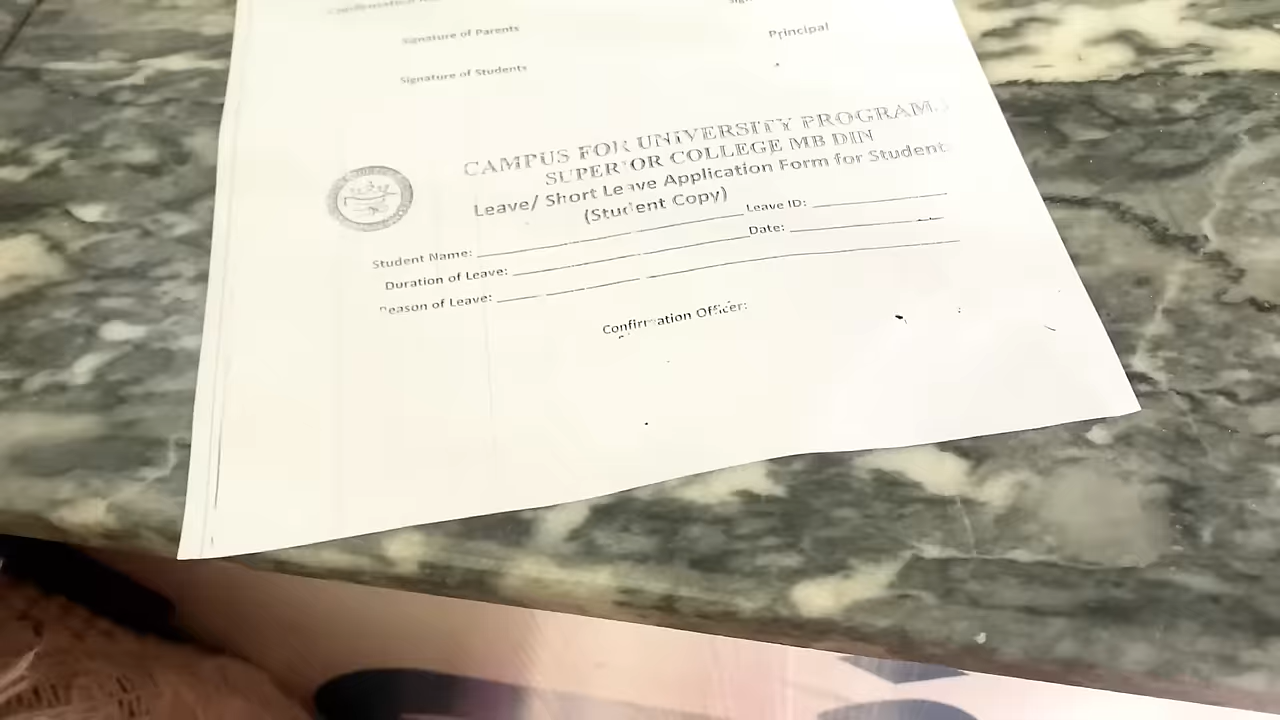 Signature of Parents
Principal
Signature of Students
CAMPUS FOR UNIVERSITY PROGRAM
SUPERIOR COLLEGE MB DIN
Leave/ Short Leave Application Form for Student
(Student Copy)
Student Name: Leave ID:
Duration of Leave: Date:
Reason of Leave:
Confirmation Officer: